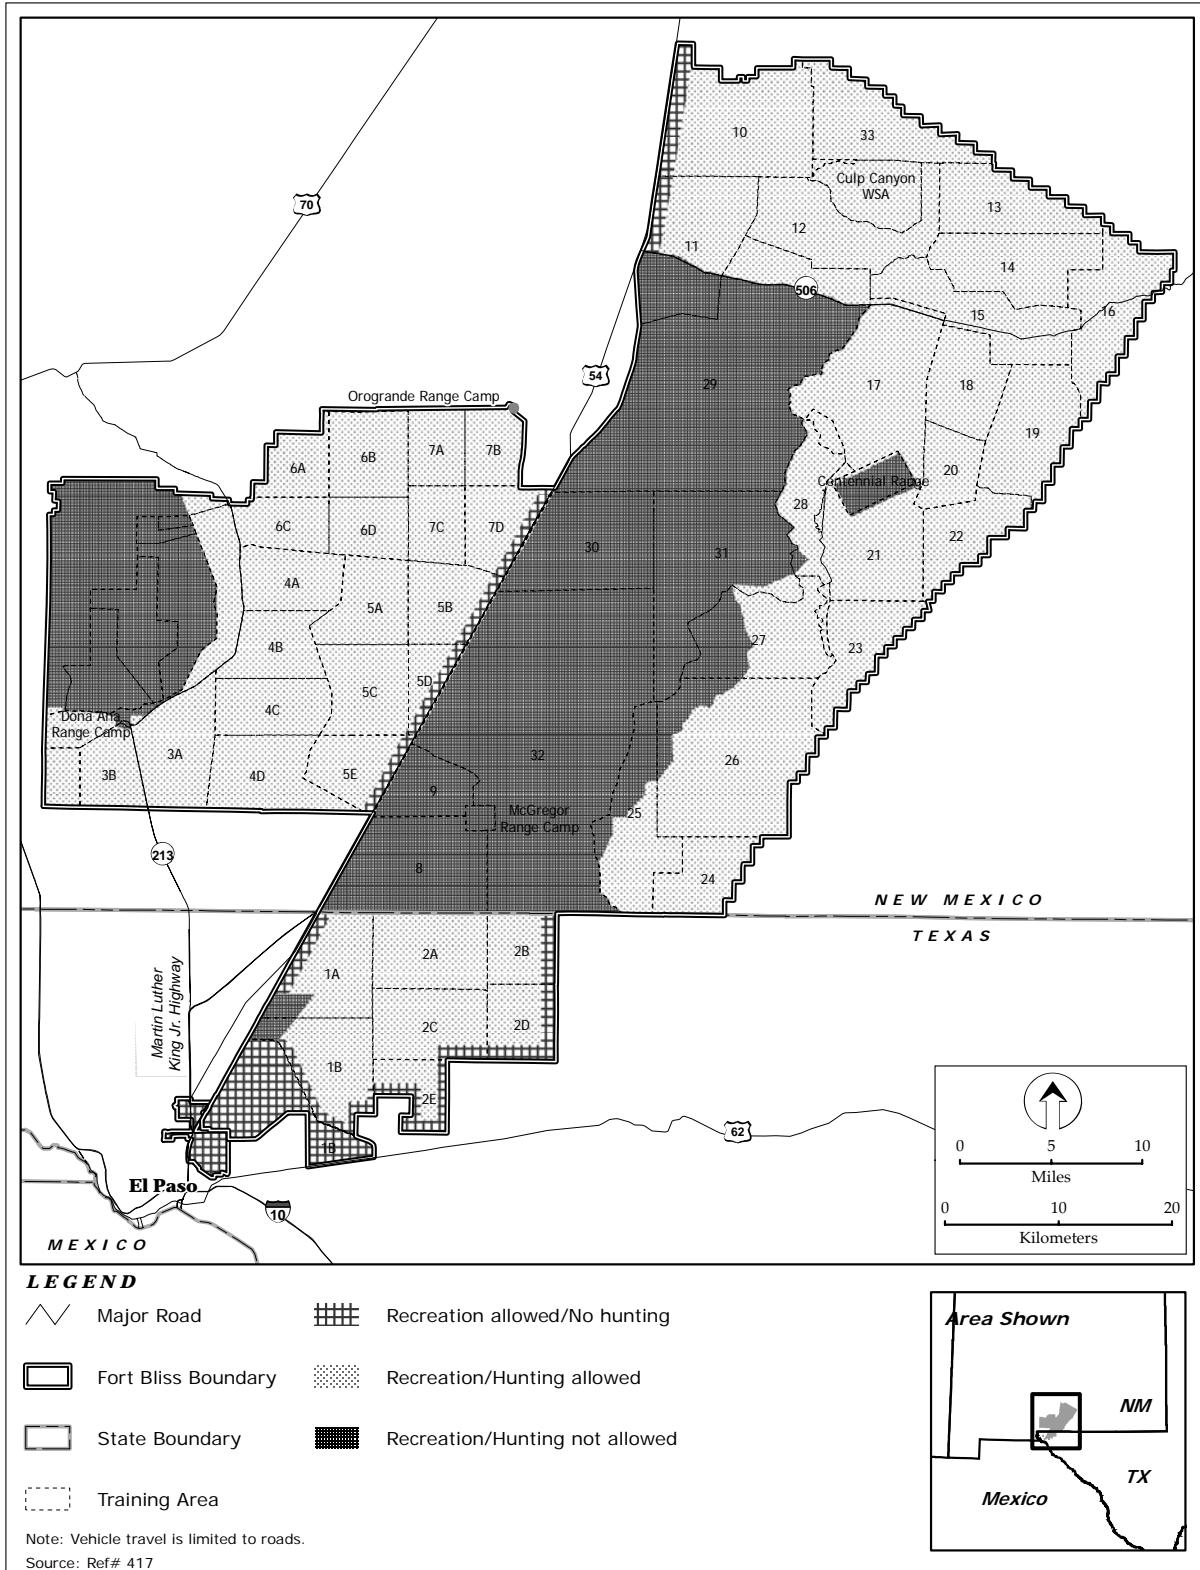 10
33
70
Culp Canyon
WSA
13
12
11
14
506
15
16
54
29
17
18
Orogrande Range Camp
19
6A
6B
7A
7B
20
Centennial Range
28
6C
6D
7C
7D
22
30
31
21
4A
5A
5B
27
23
4B
5C
5D
4C
Dona Ana
Range Camp
3A
32
26
3B
4D
5E
9
McGregor
Range Camp
25
213
8
24
NEW MEXICO
TEXAS
1A
2A
2B
Martin Luther
King Jr. Highway
2C
2D
1B
2E
62
1B
El Paso
10
MEXICO
0 5 10
Miles
0 10 20
Kilometers
LEGEND
Major Road
Recreation allowed/No hunting
Fort Bliss Boundary
Recreation/Hunting allowed
State Boundary
Recreation/Hunting not allowed
Training Area
Note: Vehicle travel is limited to roads.
Source: Ref# 417
Area Shown
NM
TX
Mexico